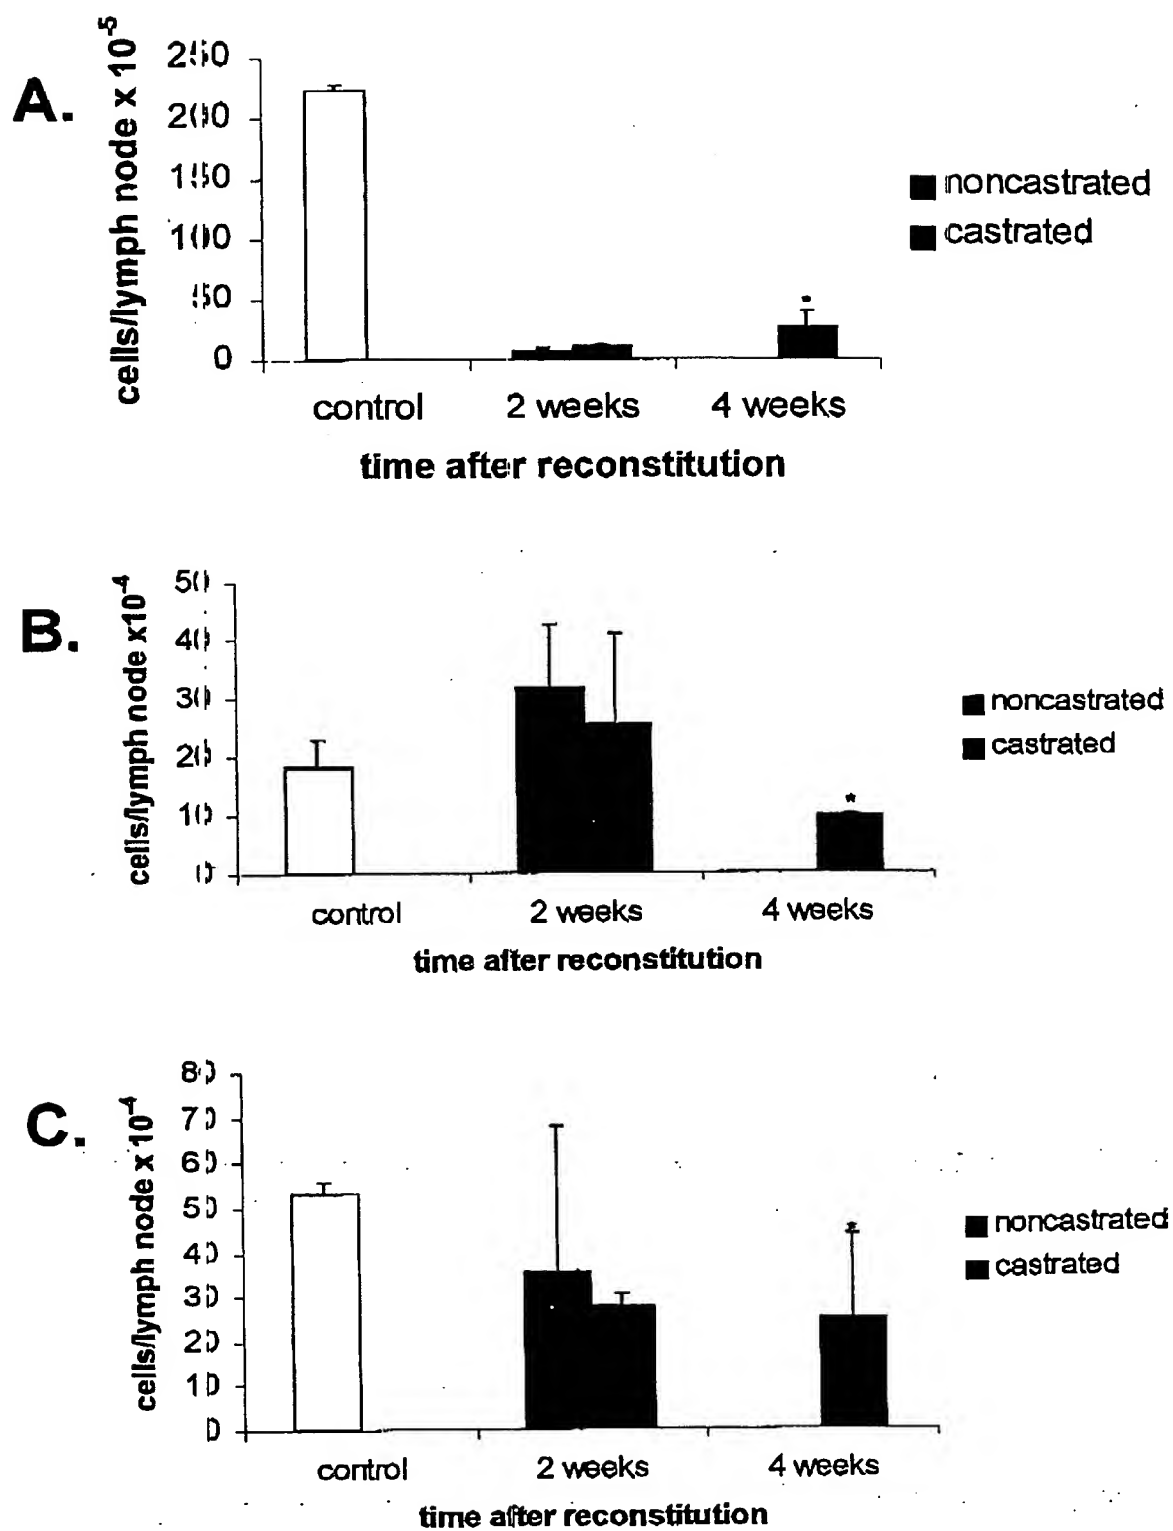 A.
cells/lymph node x 10-5
250
200
150
100
50
0
control
2 weeks
4 weeks
*
time after reconstitution
noncastrated
castrated
B.
cells/lymph node x10-4
50
40
30
20
10
0
control
2 weeks
4 weeks
*
time after reconstitution
noncastrated
castrated
C.
cells/lymph node x 10-4
80
70
60
50
40
30
20
10
0
control
2 weeks
4 weeks
*
time after reconstitution
noncastrated
castrated